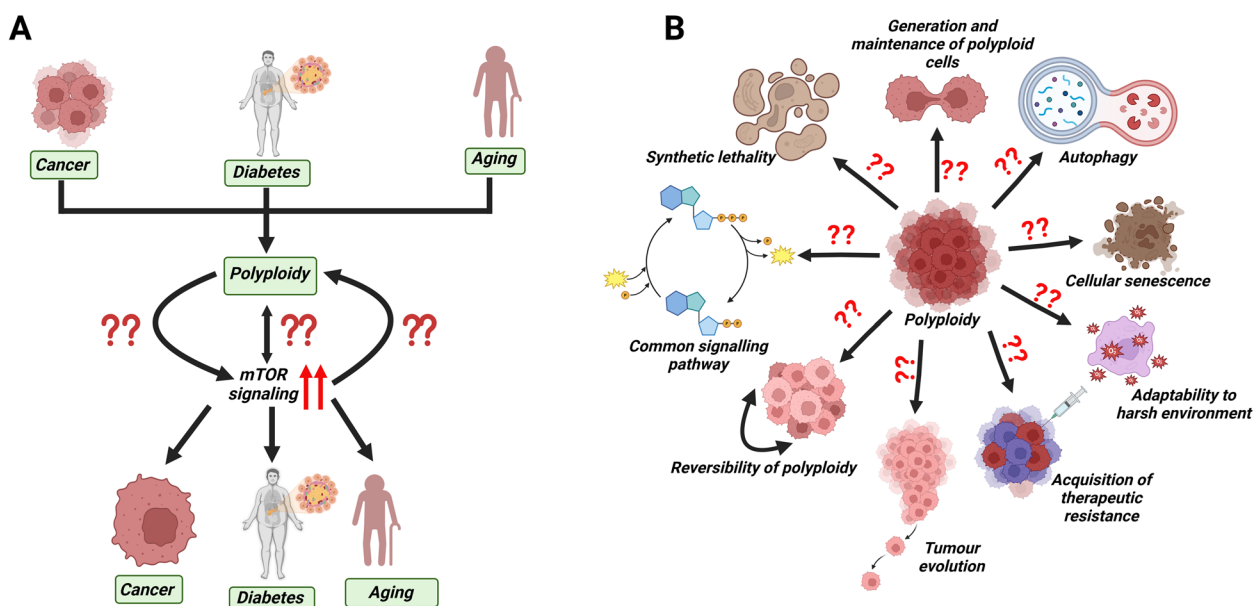 A
Cancer
Diabetes
Aging
Polyploidy
??
??
??
mTOR
signaling
Cancer
Diabetes
Aging
B
Generation and
maintenance of polyploid
cells
Synthetic lethality
Autophagy
??
??
??
??
??
Cellular senescence
P P P
P
P
P P
Common signalling
pathway
Polyploidy
??
??
??
??
Adaptability to
harsh environment
Reversibility of polyploidy
Acquisition of
therapeutic
resistance
Tumour
evolution